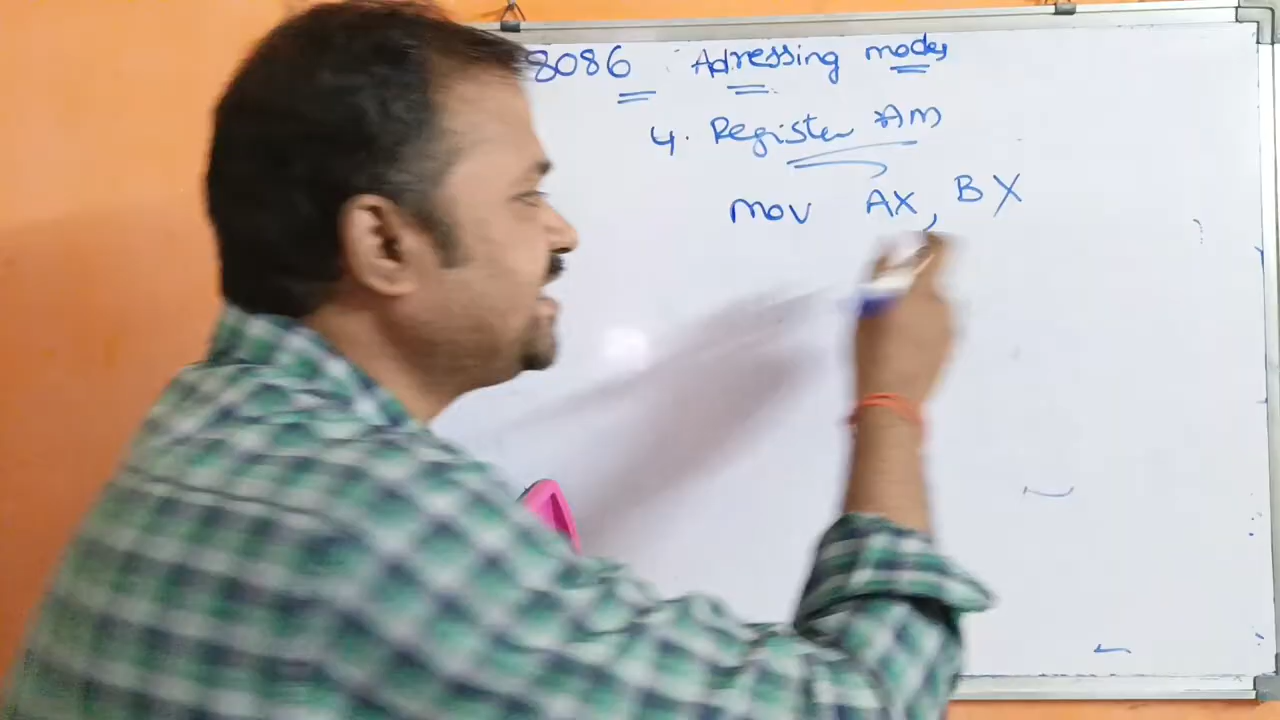 8086 : Adressing modes
4. Register AM
mov AX, BX